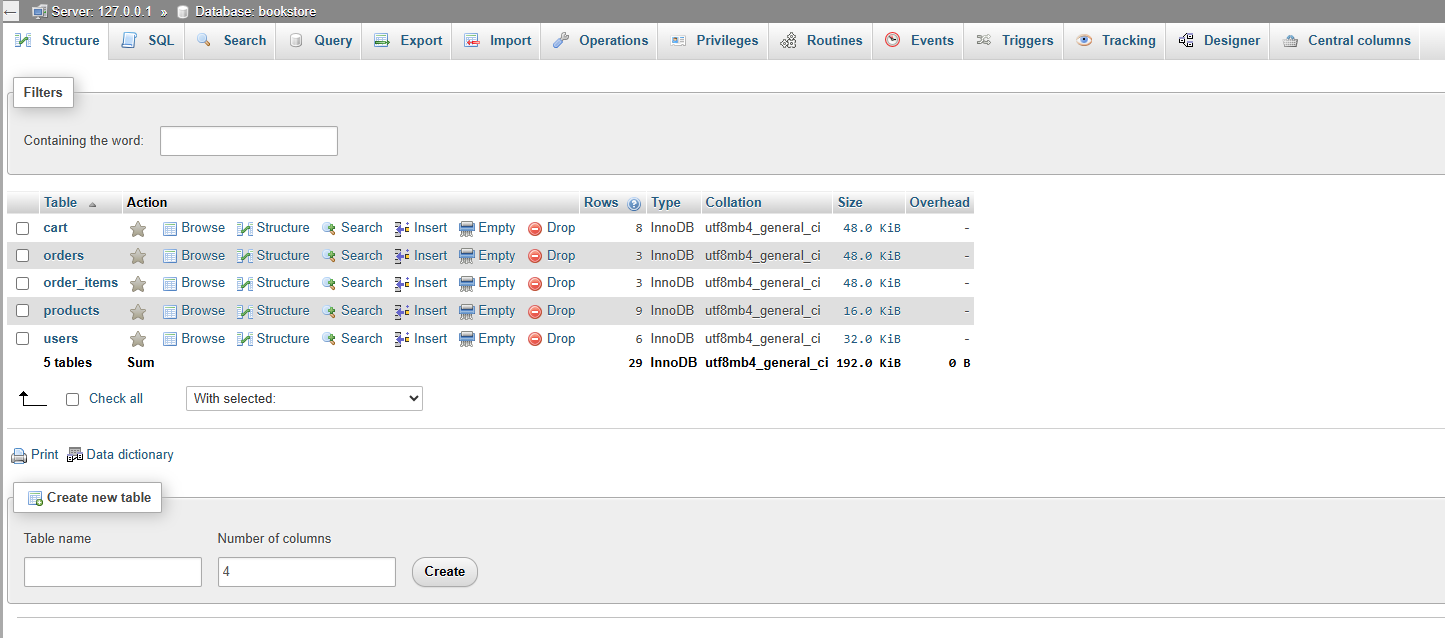 Server: 127.0.0.1 » Database: bookstore
Structure SQL Search Query Export Import Operations Privileges Routines Events Triggers Tracking Designer Central columns
Filters
Containing the word:
Table Action Rows Type Collation Size Overhead
cart Browse Structure Search Insert Empty Drop 8 InnoDB utf8mb4_general_ci 48.0 KiB -
orders Browse Structure Search Insert Empty Drop 3 InnoDB utf8mb4_general_ci 48.0 KiB -
order_items Browse Structure Search Insert Empty Drop 3 InnoDB utf8mb4_general_ci 48.0 KiB -
products Browse Structure Search Insert Empty Drop 9 InnoDB utf8mb4_general_ci 16.0 KiB -
users Browse Structure Search Insert Empty Drop 6 InnoDB utf8mb4_general_ci 32.0 KiB -
5 tables Sum 29 InnoDB utf8mb4_general_ci 192.0 KiB 0 B
Check all With selected:
Print Data dictionary
Create new table
Table name Number of columns
4 Create